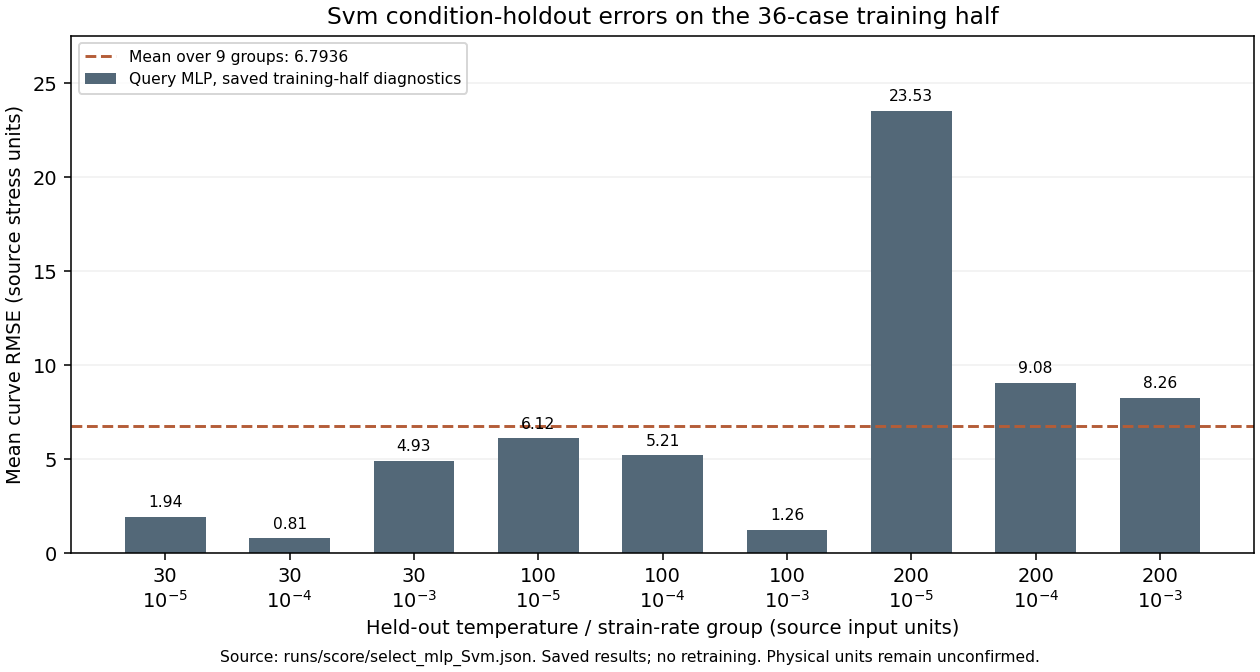 Svm condition-holdout errors on the 36-case training half
Mean over 9 groups: 6.7936
Query MLP, saved training-half diagnostics
Mean curve RMSE (source stress units)
25
20
15
10
5
0
1.94
0.81
4.93
6.12
5.21
1.26
23.53
9.08
8.26
30 30 30 100 100 100 200 200 200
10⁻⁵ 10⁻⁴ 10⁻³ 10⁻⁵ 10⁻⁴ 10⁻³ 10⁻⁵ 10⁻⁴ 10⁻³
Held-out temperature / strain-rate group (source input units)
Source: runs/score/select_mlp_Svm.json. Saved results; no retraining. Physical units remain unconfirmed.